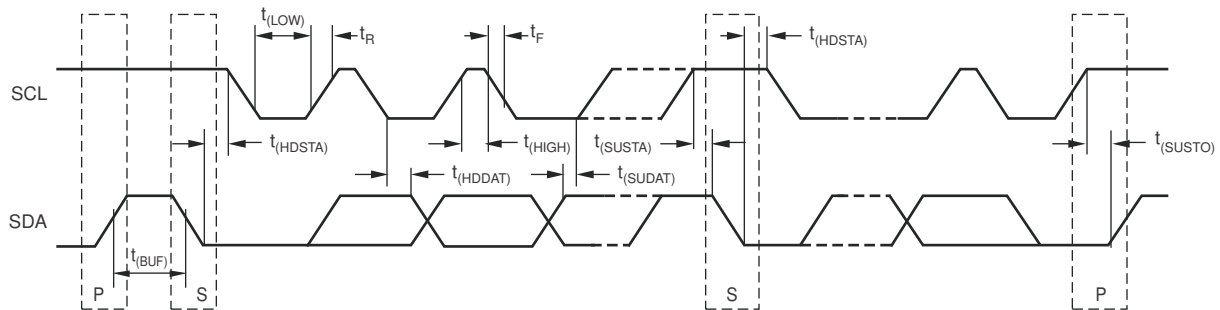 t(LOW)
tR
tF
t(HDSTA)
SCL
t(HDSTA)
t(HIGH)
t(SUSTA)
t(SUSTO)
t(HDDAT)
t(SUDAT)
SDA
t(BUF)
P
S
S
P